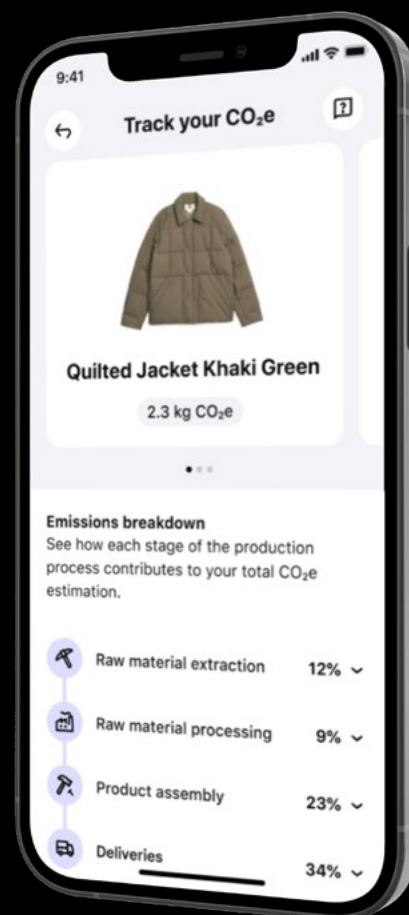 9:41
Track your CO₂e
Quilted Jacket Khaki Green
2.3 kg CO₂e
Emissions breakdown
See how each stage of the production
process contributes to your total CO₂e
estimation.
Raw material extraction 12%
Raw material processing 9%
Product assembly 23%
Deliveries 34%